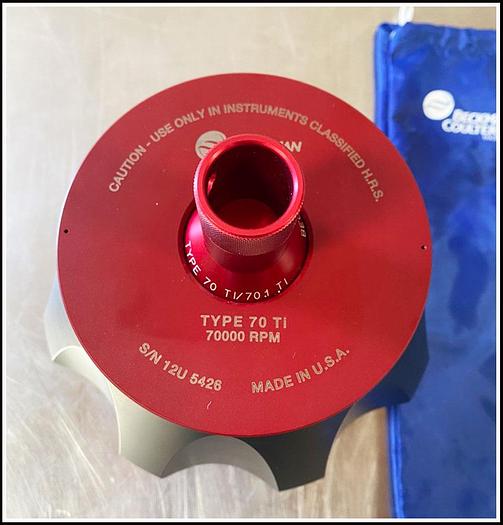 CAUTION - USE ONLY IN INSTRUMENTS CLASSIFIED H.R.S.
TYPE 70 Ti/70.1 Ti
TYPE 70 Ti
70000 RPM
S/N 12U 5426
MADE IN U.S.A.